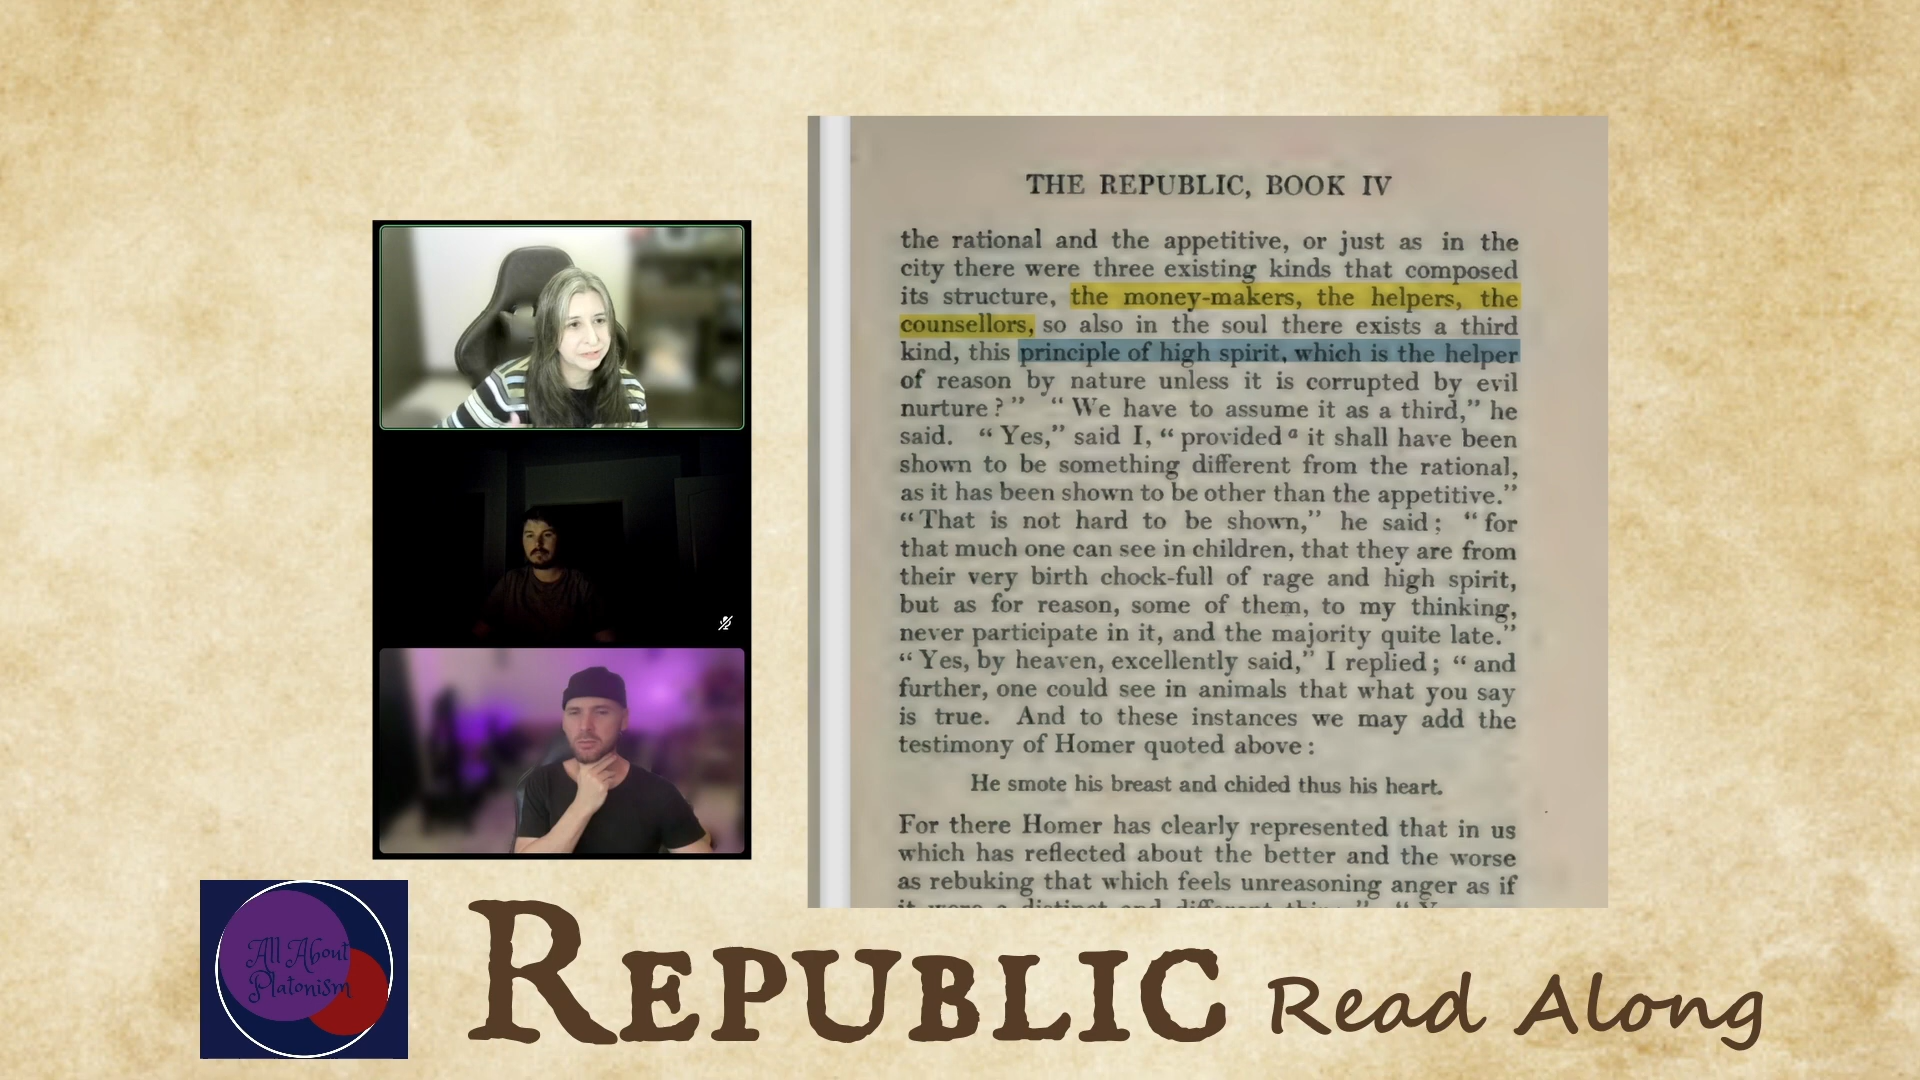 THE REPUBLIC, BOOK IV
the rational and the appetitive, or just as in the
city there were three existing kinds that composed
its structure, the money-makers, the helpers, the
counsellors, so also in the soul there exists a third
kind, this principle of high spirit, which is the helper
of reason by nature unless it is corrupted by evil
nurture?” “We have to assume it as a third,” he
said. “Yes,” said I, “provided a it shall have been
shown to be something different from the rational,
as it has been shown to be other than the appetitive.”
“That is not hard to be shown,” he said; “for
that much one can see in children, that they are from
their very birth chock-full of rage and high spirit,
but as for reason, some of them, to my thinking,
never participate in it, and the majority quite late.”
“Yes, by heaven, excellently said,” I replied; “and
further, one could see in animals that what you say
is true. And to these instances we may add the
testimony of Homer quoted above:
He smote his breast and chided thus his heart.
For there Homer has clearly represented that in us
which has reflected about the better and the worse
as rebuking that which feels unreasoning anger as if
it were a distinct and different
All About
Platonism
REPUBLIC Read Along